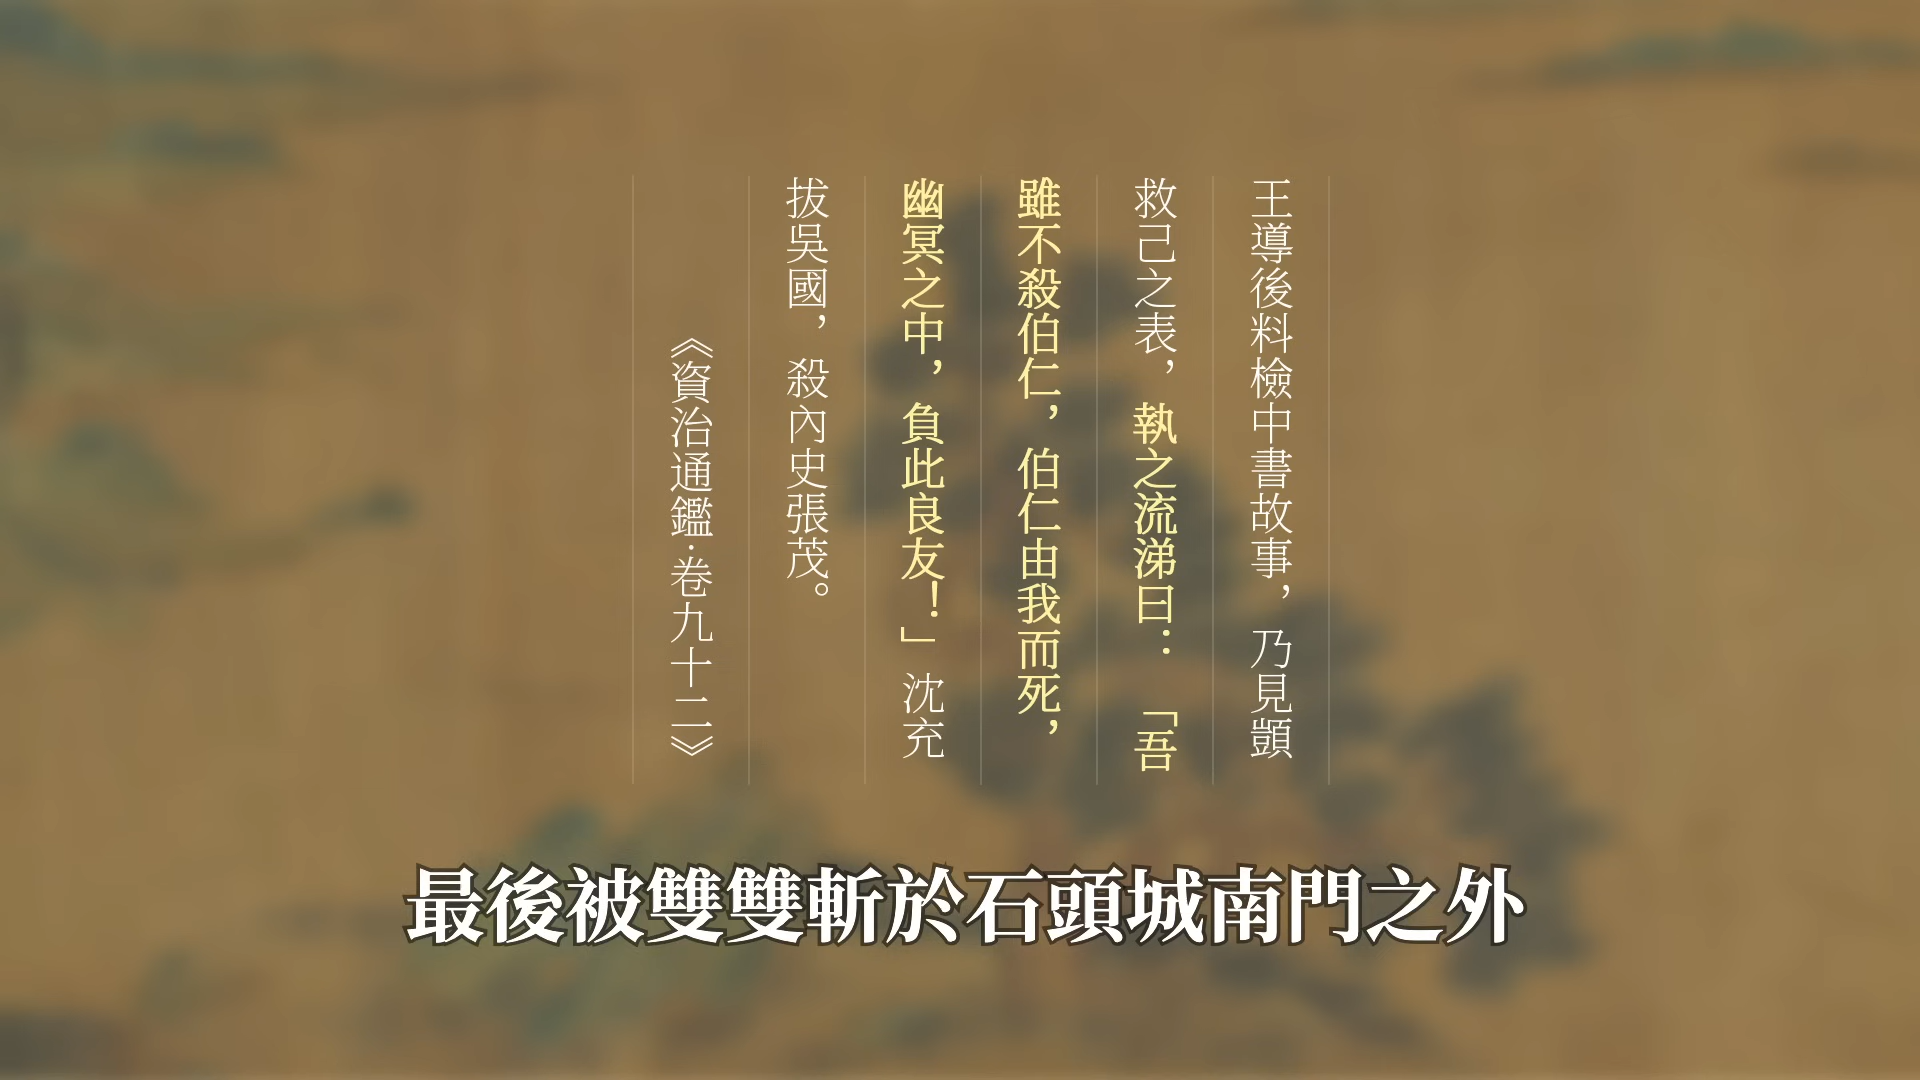 王導後料檢中書故事，乃見顗
救己之表，執之流涕曰：「吾
雖不殺伯仁，伯仁由我而死，
幽冥之中，負此良友！」沈充
拔吳國，殺內史張茂。
《資治通鑑·卷九十二》
最後被雙雙斬於石頭城南門之外